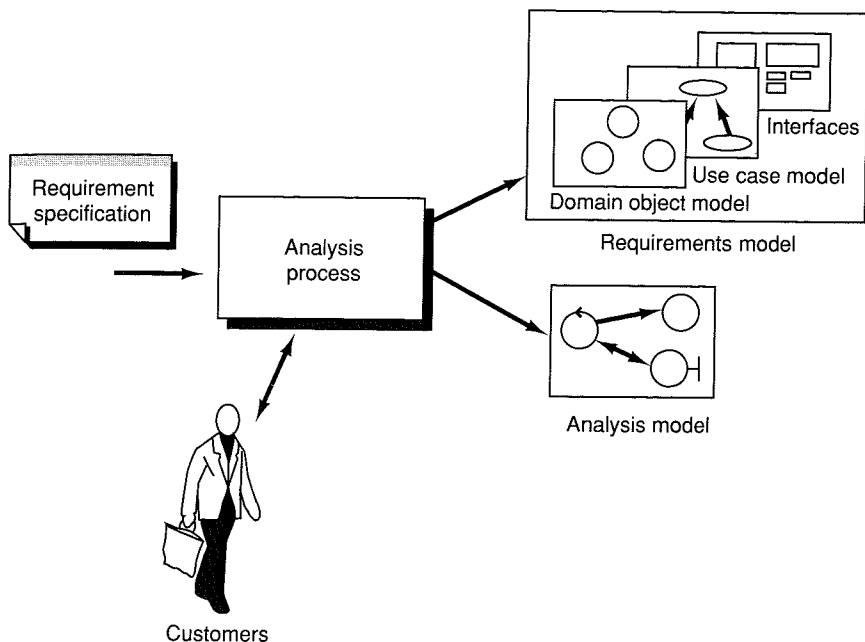 Requirement
specification
Analysis
process
Interfaces
Use case model
Domain object model
Requirements model
Analysis model
Customers